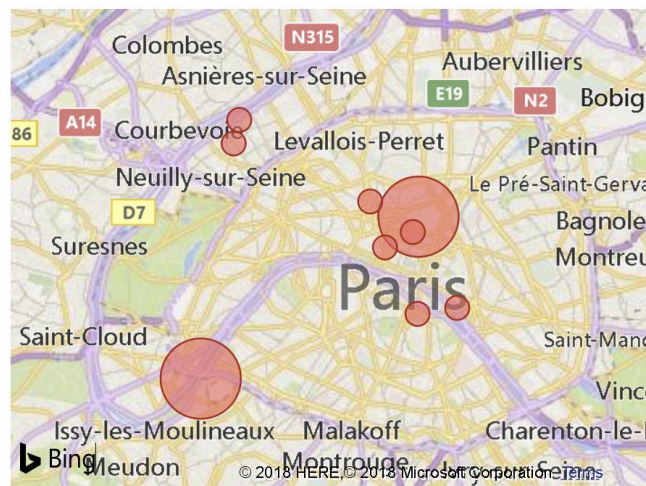 N315
Colombes
Aubervilliers
Asnières-sur-Seine
E19
N2
Bobig
A14
86
Courbevoie
Levallois-Perret
Pantin
Neuilly-sur-Seine
Le Pré-Saint-Gerva
D7
Bagnole
Suresnes
Montreu
Paris
Saint-Cloud
Saint-Mand
Vince
Issy-les-Moulineaux
Malakoff
Charenton-le-
Bing
Meudon
Montrouge
© 2018 HERE,© 2018 Microsoft Corporation Terms